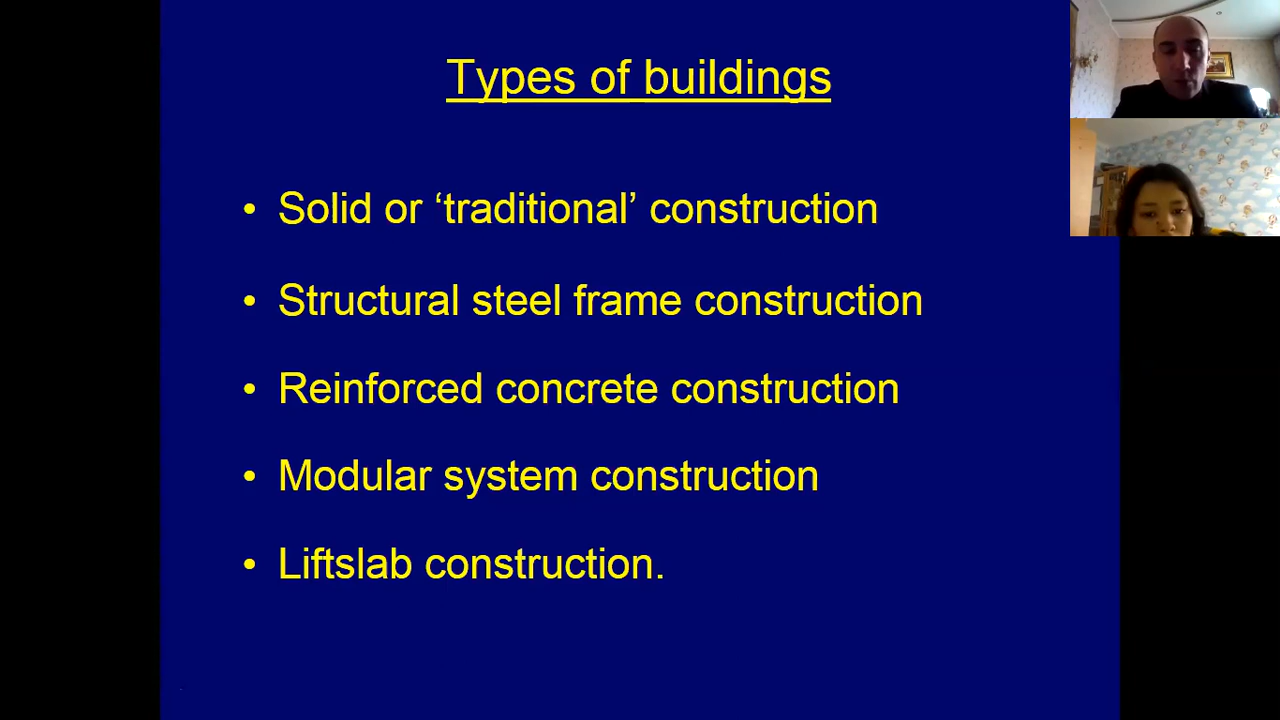 Types of buildings
• Solid or ‘traditional’ construction
• Structural steel frame construction
• Reinforced concrete construction
• Modular system construction
• Liftslab construction.